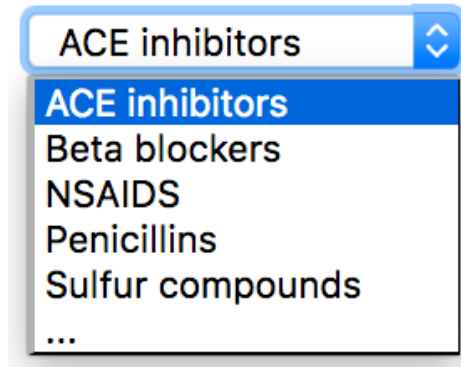 ACE inhibitors
ACE inhibitors
Beta blockers
NSAIDS
Penicillins
Sulfur compounds
...